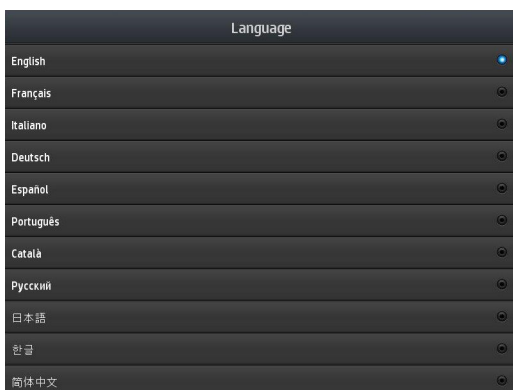 Language
English
Français
Italiano
Deutsch
Español
Português
Català
Русский
日本語
한글
简体中文